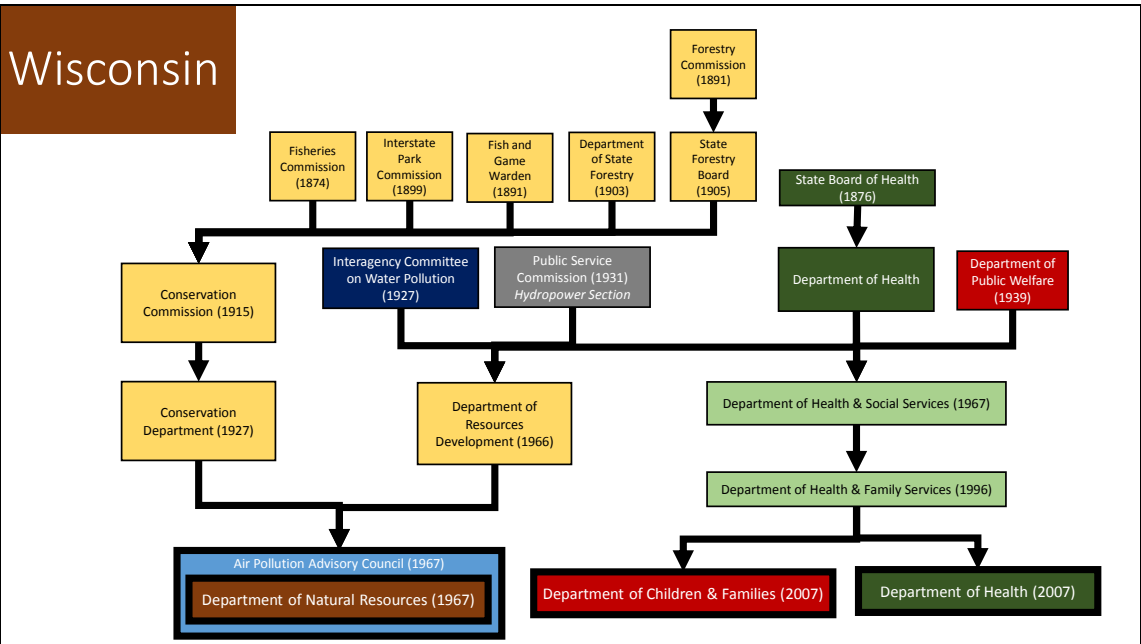 Wisconsin
Forestry
Commission
(1891)
Fisheries
Commission
(1874)
Interstate
Park
Commission
(1899)
Fish and
Game
Warden
(1891)
Department
of State
Forestry
(1903)
State
Forestry
Board
(1905)
State Board of Health
(1876)
Conservation
Commission (1915)
Interagency Committee
on Water Pollution
(1927)
Public Service
Commission (1931)
Hydropower Section
Department of Health
Department of
Public Welfare
(1939)
Conservation
Department (1927)
Department of
Resources
Development (1966)
Department of Health & Social Services (1967)
Department of Health & Family Services (1996)
Air Pollution Advisory Council (1967)
Department of Natural Resources (1967)
Department of Children & Families (2007)
Department of Health (2007)